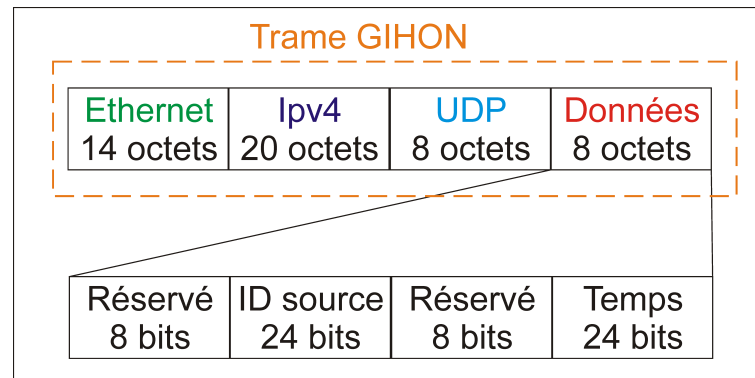 Trame GIHON
Ethernet Ipv4 UDP Données
14 octets 20 octets 8 octets 8 octets
Réservé ID source Réservé Temps
8 bits 24 bits 8 bits 24 bits